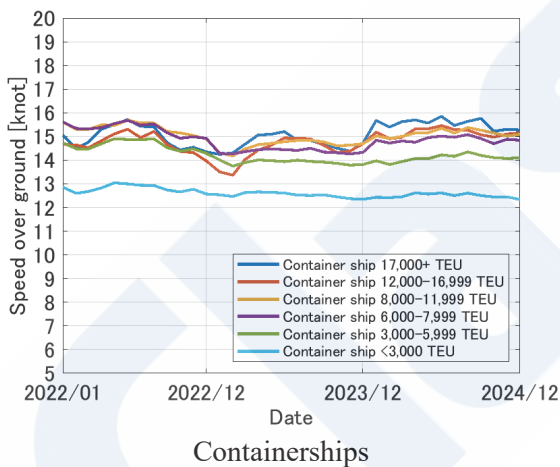 20
19
18
17
16
15
14
13
12
11
10
9
8
7
6
5
Speed over ground [knot]
Container ship 17,000+ TEU
Container ship 12,000-16,999 TEU
Container ship 8,000-11,999 TEU
Container ship 6,000-7,999 TEU
Container ship 3,000-5,999 TEU
Container ship <3,000 TEU
2022/01 2022/12 2023/12 2024/12
Date
Containerships